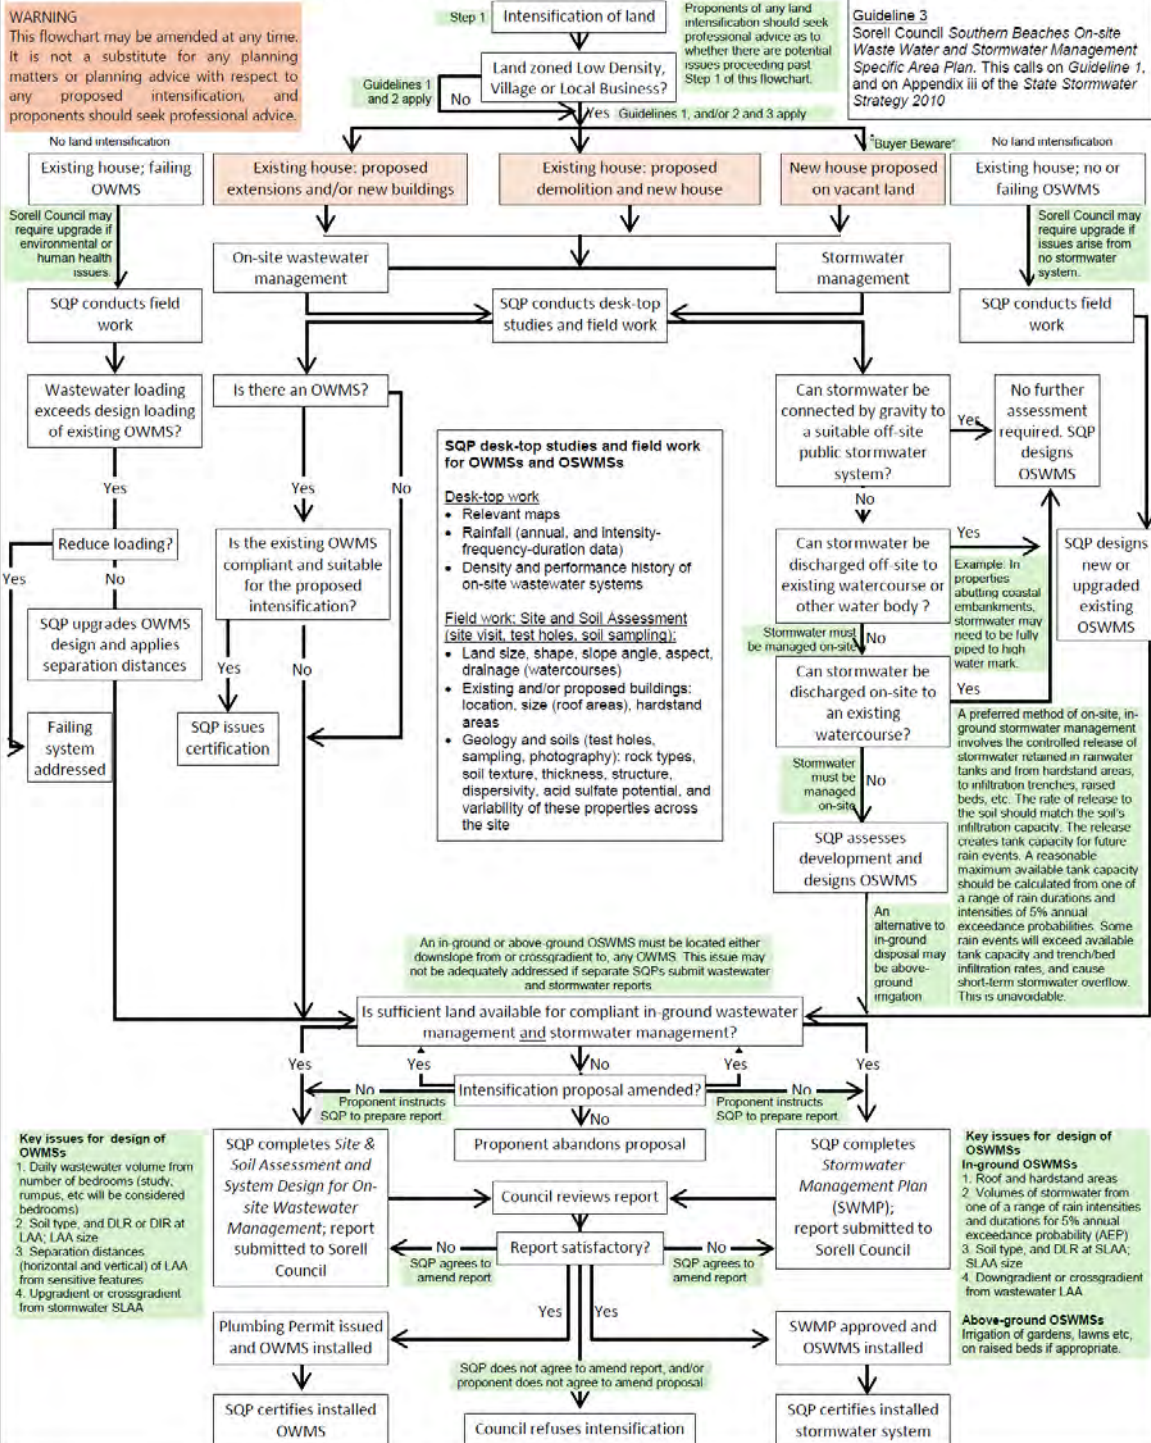 WARNING
This flowchart may be amended at any time.
It is not a substitute for any planning
matters or planning advice with respect to
any proposed intensification, and
proponents should seek professional advice.
Step 1
Intensification of land
Proponents of any land
intensification should seek
professional advice as to
whether there are potential
issues proceeding past
Step 1 of this flowchart.
Guideline 3
Sorell Council Southern Beaches On-site
Waste Water and Stormwater Management
Specific Area Plan. This calls on Guideline 1,
and on Appendix iii of the State Stormwater
Strategy 2010
Land zoned Low Density,
Village or Local Business?
Guidelines 1
and 2 apply
No
Yes
Guidelines 1, and/or 2 and 3 apply
No land intensification
Existing house; failing
OWMS
Existing house: proposed
extensions and/or new buildings
Existing house: proposed
demolition and new house
"Buyer Beware"
New house proposed
on vacant land
No land intensification
Existing house; no or
failing OSWMS
Sorell Council may
require upgrade if
environmental or
human health
issues.
Sorell Council may
require upgrade if
issues arise from
no stormwater
system.
On-site wastewater
management
Stormwater
management
SQP conducts field
work
SQP conducts desk-top
studies and field work
SQP conducts field
work
Wastewater loading
exceeds design loading
of existing OWMS?
Is there an OWMS?
Can stormwater be
connected by gravity to
a suitable off-site
public stormwater
system?
Yes
No further
assessment
required. SQP
designs
OSWMS
Yes
Yes
No
No
SQP desk-top studies and field work
for OWMSs and OSWMSs
Desk-top work
• Relevant maps
• Rainfall (annual, and intensity-
frequency-duration data)
• Density and performance history of
on-site wastewater systems
Field work: Site and Soil Assessment
(site visit, test holes, soil sampling):
• Land size, shape, slope angle, aspect,
drainage (watercourses)
• Existing and/or proposed buildings:
location, size (roof areas), hardstand
areas
• Geology and soils (test holes,
sampling, photography): rock types,
soil texture, thickness, structure,
dispersivity, acid sulfate potential, and
variability of these properties across
the site
Reduce loading?
Yes
No
Is the existing OWMS
compliant and suitable
for the proposed
intensification?
Can stormwater be
discharged off-site to
existing watercourse or
other water body ?
Yes
Example: In
properties
abutting coastal
embankments,
stormwater may
need to be fully
piped to high
water mark.
SQP designs
new or
upgraded
existing
OSWMS
SQP upgrades OWMS
design and applies
separation distances
Yes
No
Stormwater must
be managed on-site
No
Can stormwater be
discharged on-site to
an existing
watercourse?
Yes
Failing
system
addressed
SQP issues
certification
Stormwater
must be
managed
on-site
No
A preferred method of on-site, in-
ground stormwater management
involves the controlled release of
stormwater retained in rainwater
tanks and from hardstand areas,
to infiltration trenches, raised
beds, etc. The rate of release to
the soil should match the soil's
infiltration capacity. The release
creates tank capacity for future
rain events. A reasonable
maximum available tank capacity
should be calculated from one of
a range of rain durations and
intensities of 5% annual
exceedance probabilities. Some
rain events will exceed available
tank capacity and trench/bed
infiltration rates, and cause
short-term stormwater overflow.
This is unavoidable.
SQP assesses
development and
designs OSWMS
An
alternative to
in-ground
disposal may
be above-
ground
irrigation
An in-ground or above-ground OSWMS must be located either
downslope from or crossgradient to, any OWMS. This issue may
not be adequately addressed if separate SQPs submit wastewater
and stormwater reports
Is sufficient land available for compliant in-ground wastewater
management and stormwater management?
Yes
Yes
No
Yes
Yes
No
Intensification proposal amended?
No
Proponent instructs
SQP to prepare report.
No
Proponent instructs
SQP to prepare report.
Key issues for design of
OWMSs
1. Daily wastewater volume from
number of bedrooms (study,
rumpus, etc will be considered
bedrooms)
2. Soil type, and DLR or DIR at
LAA; LAA size
3. Separation distances
(horizontal and vertical) of LAA
from sensitive features
4. Upgradient or crossgradient
from stormwater SLAA
SQP completes Site &
Soil Assessment and
System Design for On-
site Wastewater
Management; report
submitted to Sorell
Council
Proponent abandons proposal
SQP completes
Stormwater
Management Plan
(SWMP);
report submitted to
Sorell Council
Key issues for design of
OSWMSs
In-ground OSWMSs
1. Roof and hardstand areas
2. Volumes of stormwater from
one of a range of rain intensities
and durations for 5% annual
exceedance probability (AEP)
3. Soil type, and DLR at SLAA;
SLAA size
4. Downgradient or crossgradient
from wastewater LAA
Above-ground OSWMSs
Irrigation of gardens, lawns etc,
on raised beds if appropriate.
Council reviews report
No
Report satisfactory?
No
SQP agrees to
amend report
SQP agrees to
amend report
Yes
Yes
Plumbing Permit issued
and OWMS installed
SWMP approved and
OSWMS installed
SQP does not agree to amend report, and/or
proponent does not agree to amend proposal
SQP certifies installed
OWMS
Council refuses intensification
SQP certifies installed
stormwater system